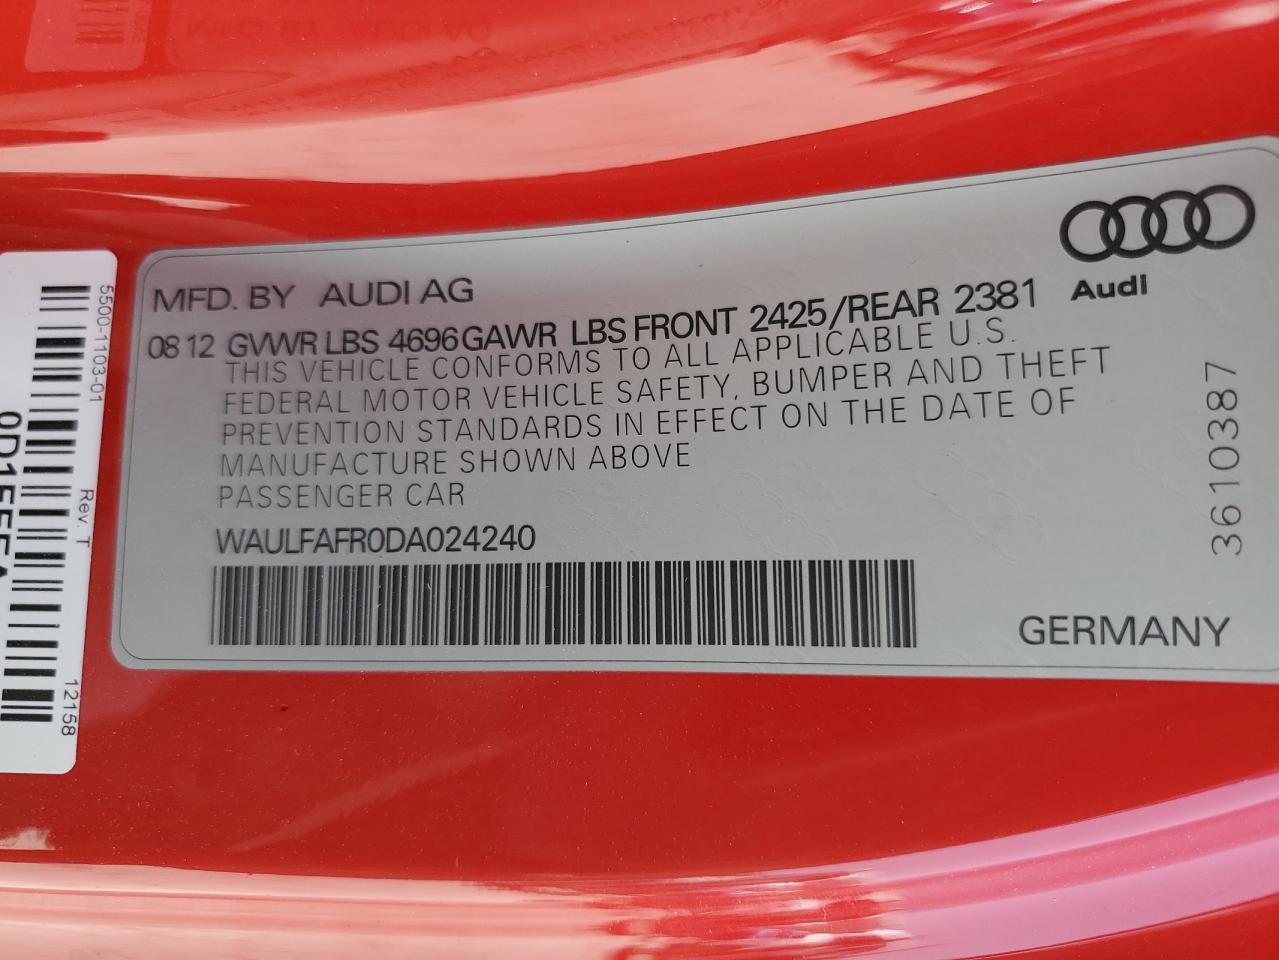 MFD. BY AUDI AG
Audi
08 12 GVWR LBS 4696 GAWR LBS FRONT 2425/REAR 2381
THIS VEHICLE CONFORMS TO ALL APPLICABLE U.S.
FEDERAL MOTOR VEHICLE SAFETY, BUMPER AND THEFT
PREVENTION STANDARDS IN EFFECT ON THE DATE OF
MANUFACTURE SHOWN ABOVE
PASSENGER CAR
WAULFAFR0DA024240
GERMANY
3610387
5500-1103-01
Rev. T
12158